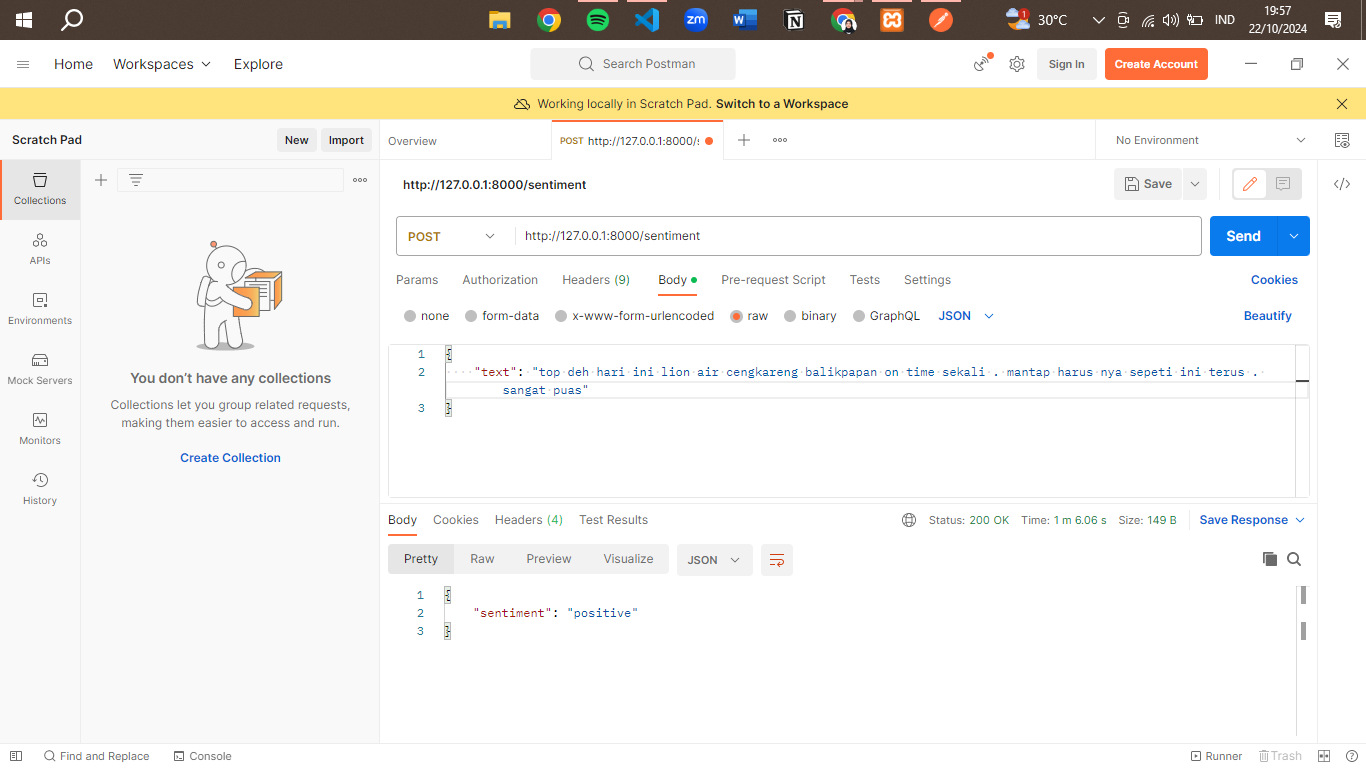 1
30°C
IND
19:57
22/10/2024
Home
Workspaces
Explore
Search Postman
Sign In
Create Account
Working locally in Scratch Pad. Switch to a Workspace
Scratch Pad
New
Import
Overview
POST http://127.0.0.1:8000/s
No Environment
Collections
APIs
Environments
Mock Servers
Monitors
History
You don't have any collections
Collections let you group related requests,
making them easier to access and run.
Create Collection
http://127.0.0.1:8000/sentiment
Save
POST
http://127.0.0.1:8000/sentiment
Send
Params
Authorization
Headers (9)
Body
Pre-request Script
Tests
Settings
Cookies
none
form-data
x-www-form-urlencoded
raw
binary
GraphQL
JSON
Beautify
1 {
2 "text": "top deh hari ini lion air cengkareng balikpapan on time sekali . mantap harus nya sepeti ini terus .
sangat puas"
3 }
Body
Cookies
Headers (4)
Test Results
Status: 200 OK
Time: 1 m 6.06 s
Size: 149 B
Save Response
Pretty
Raw
Preview
Visualize
JSON
1 {
2 "sentiment": "positive"
3 }
Find and Replace
Console
Runner
Trash